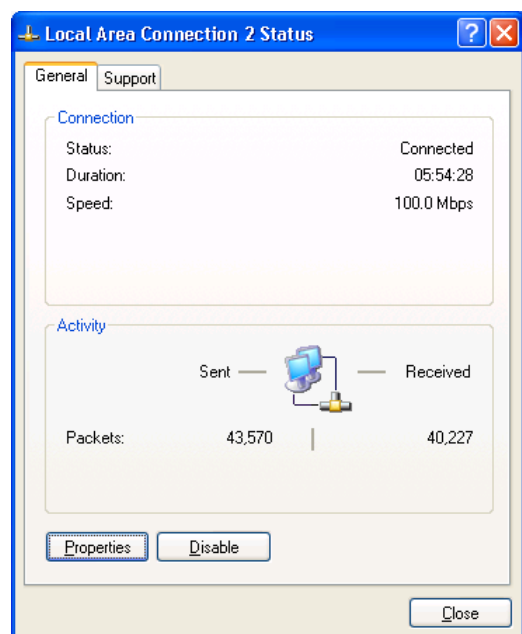 Local Area Connection 2 Status
General Support
Connection
Status: Connected
Duration: 05:54:28
Speed: 100.0 Mbps
Activity
Sent Received
Packets: 43,570 40,227
Properties Disable
Close